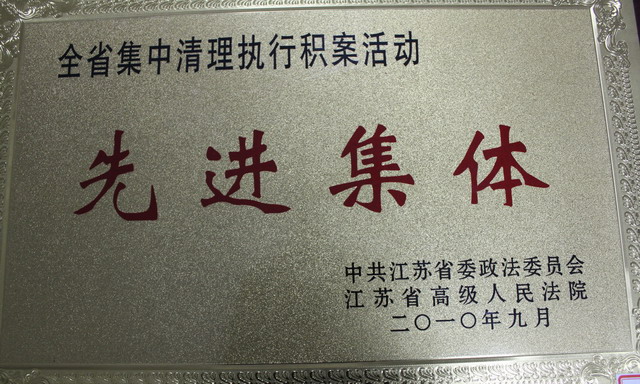 全省集中清理执行积案活动
先进集体
中共江苏省委政法委员会
江苏省高级人民法院
二〇一〇年九月